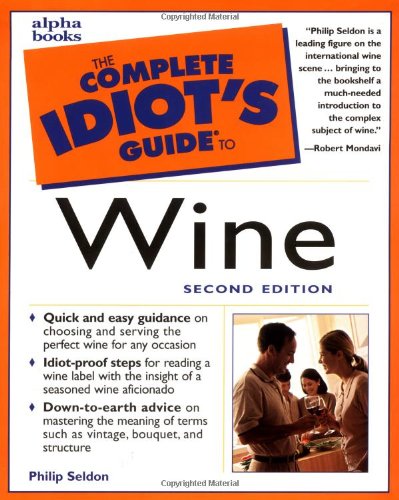 Copyrighted Material
alpha
books
THE
COMPLETE
IDIOT'S
GUIDE® TO
"Philip Seldon is a
leading figure on the
international wine
scene ... bringing to
the bookshelf a
much-needed
introduction to
the complex
subject of wine."
—Robert Mondavi
Wine
SECOND EDITION
♦ Quick and easy guidance on
choosing and serving the
perfect wine for any occasion
♦ Idiot-proof steps for reading a
wine label with the insight of a
seasoned wine aficionado
♦ Down-to-earth advice on
mastering the meaning of terms
such as vintage, bouquet, and
structure
Philip Seldon
Copyrighted Material